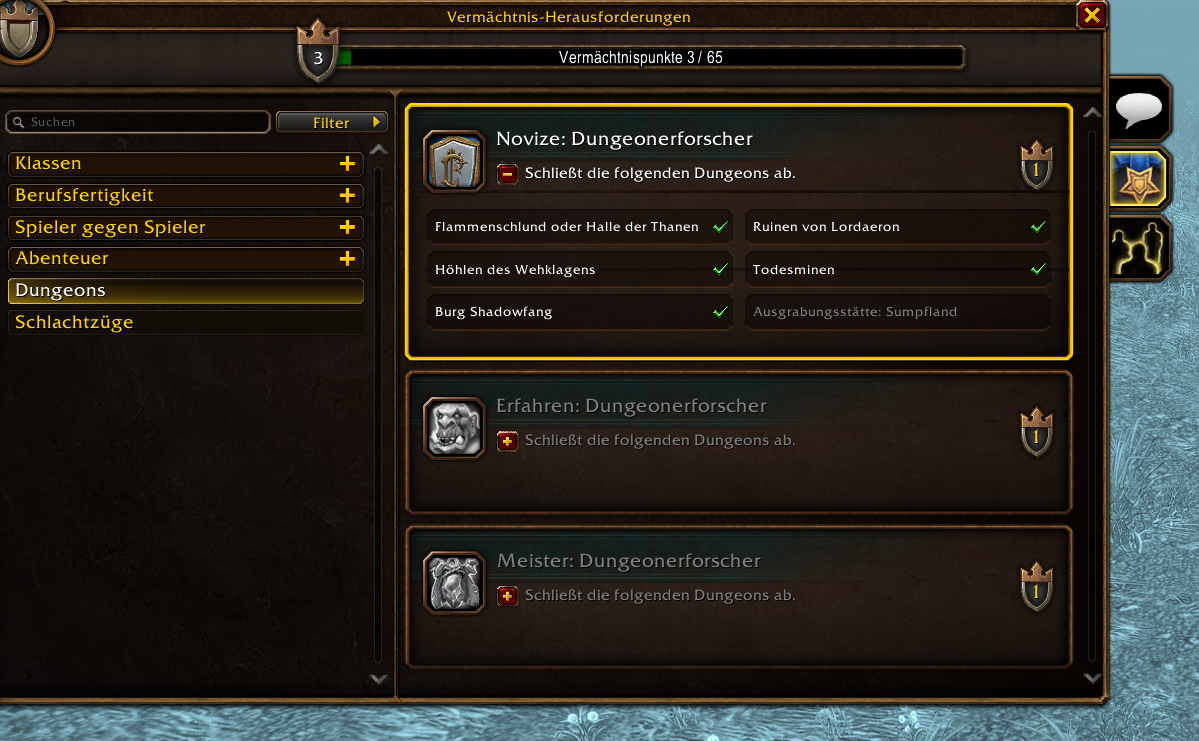 Vermächtnis-Herausforderungen
3
Vermächtnispunkte 3 / 65
Suchen
Filter
Klassen
Berufsfertigkeit
Spieler gegen Spieler
Abenteuer
Dungeons
Schlachtzüge
Novize: Dungeonerforscher
1
Schließt die folgenden Dungeons ab.
Flammenschlund oder Halle der Thanen
Ruinen von Lordaeron
Höhlen des Wehklagens
Todesminen
Burg Shadowfang
Ausgrabungsstätte: Sumpfland
Erfahren: Dungeonerforscher
1
Schließt die folgenden Dungeons ab.
Meister: Dungeonerforscher
1
Schließt die folgenden Dungeons ab.